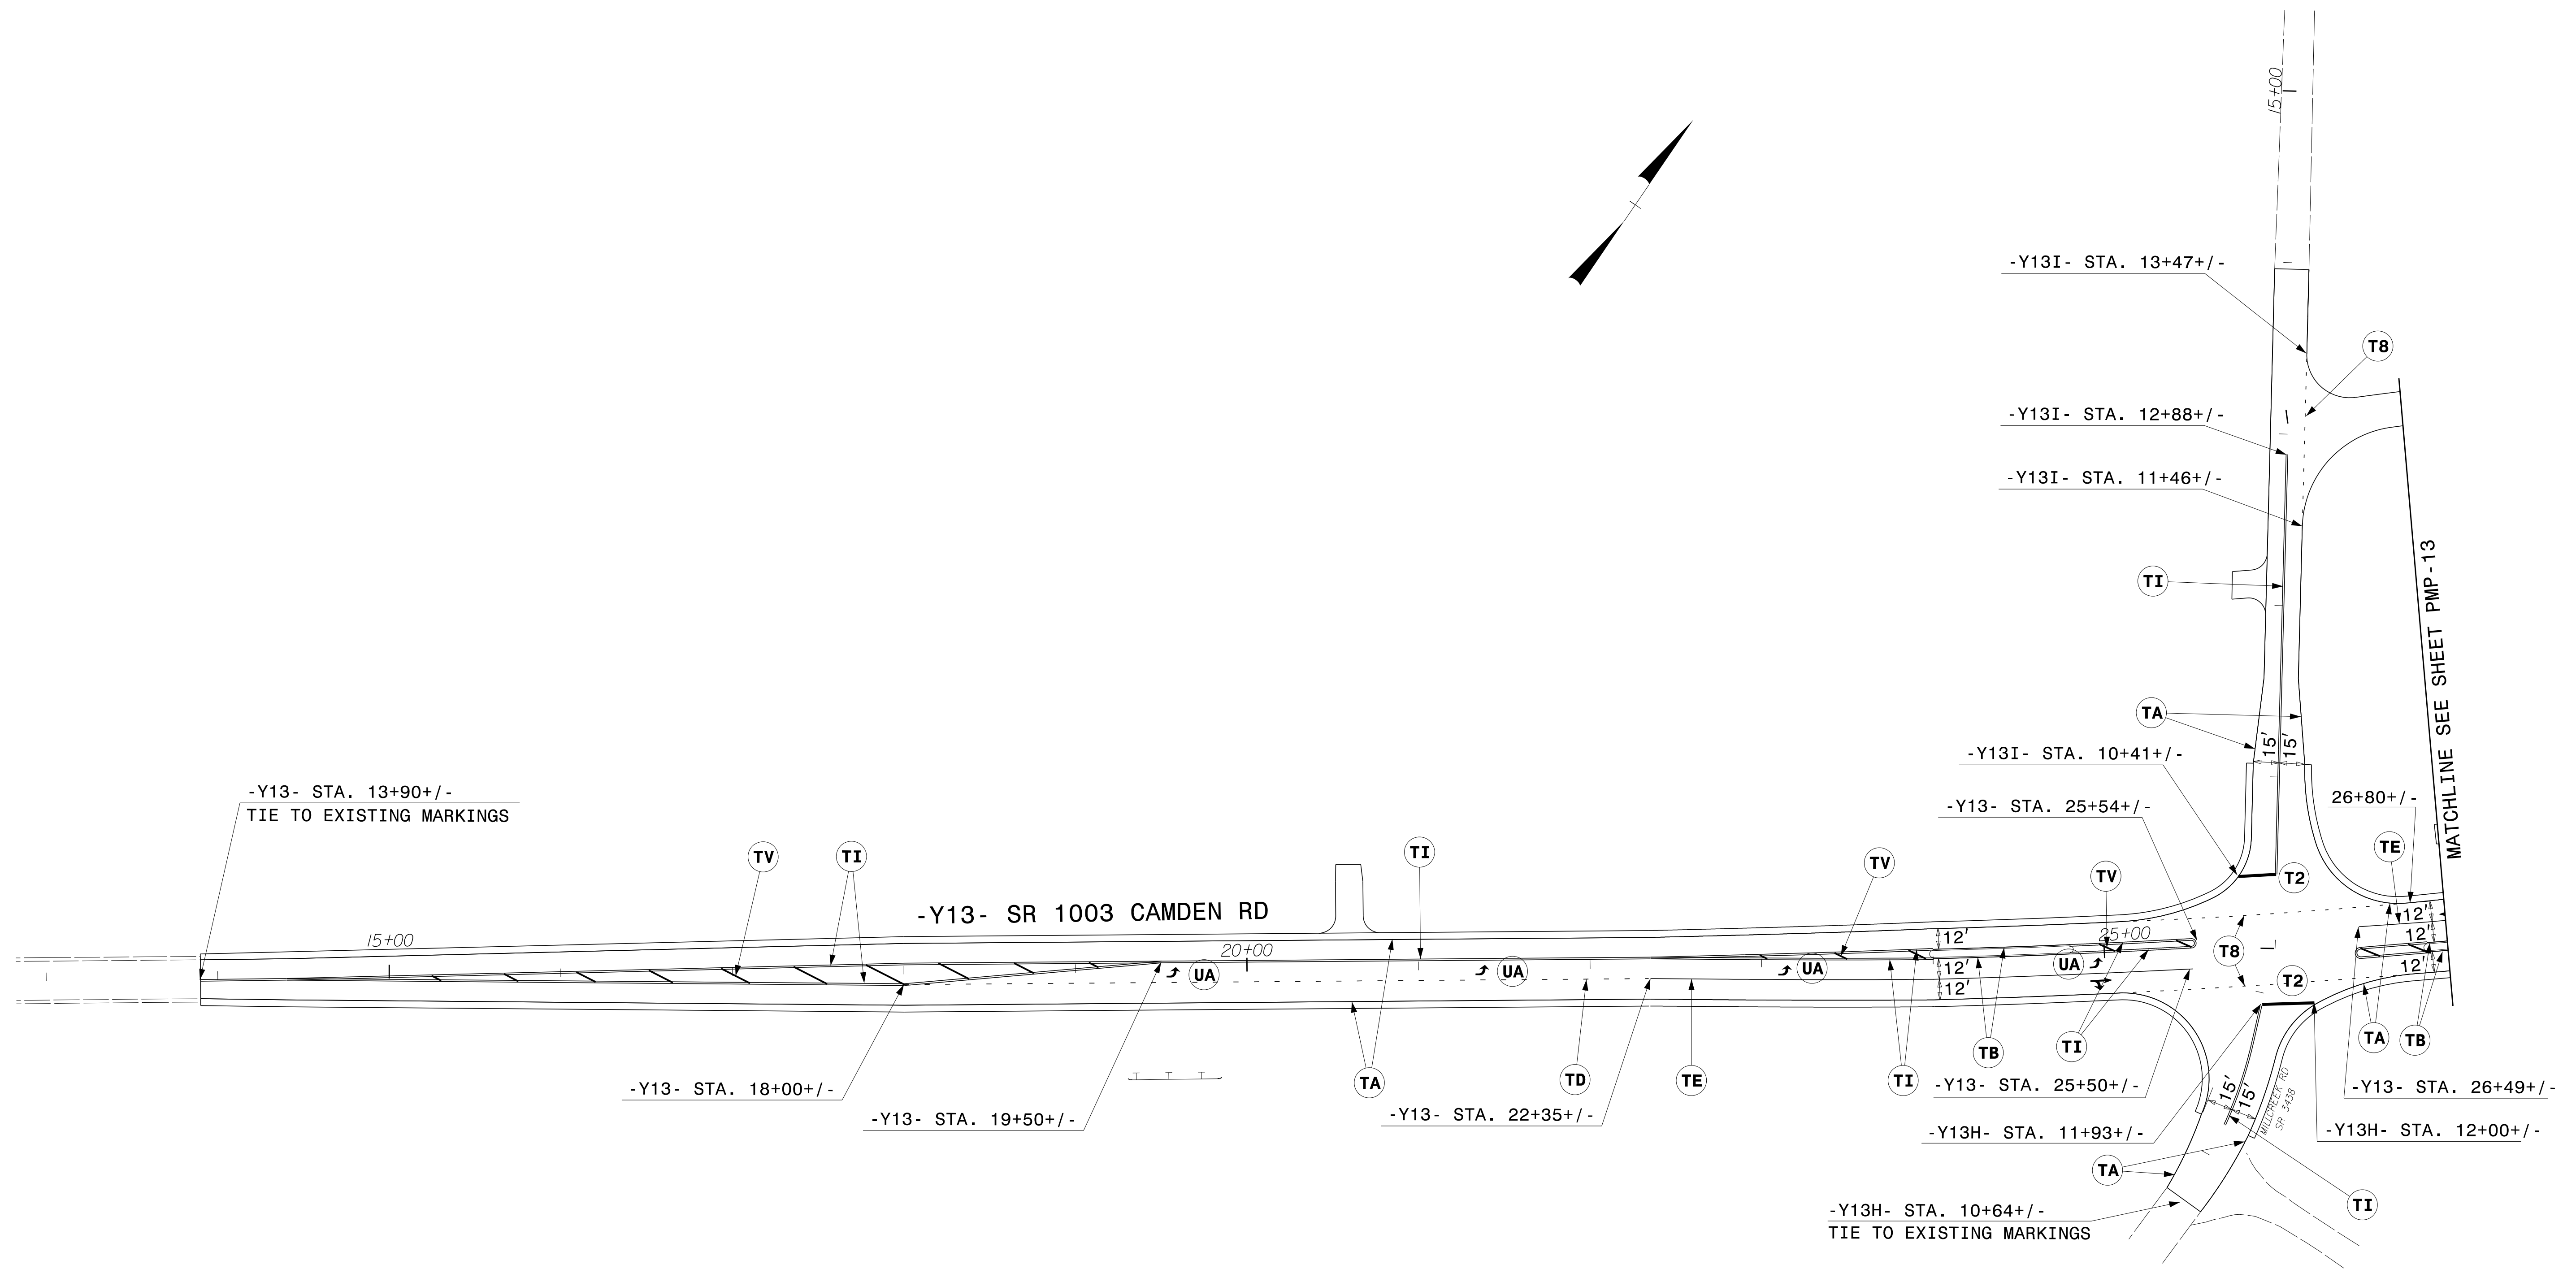 15+00
-Y13I- STA. 13+47+/-
T8
-Y13I- STA. 12+88+/-
-Y13I- STA. 11+46+/-
TI
MATCHLINE SEE SHEET PMP-13
TA
15'
15'
-Y13I- STA. 10+41+/-
-Y13- STA. 25+54+/-
26+80+/-
-Y13- STA. 13+90+/-
TIE TO EXISTING MARKINGS
TV
TI
TI
TV
TV
T2
TE
-Y13- SR 1003 CAMDEN RD
15+00
20+00
25+00
12'
12'
12'
12'
12'
12'
UA
UA
UA
UA
T8
T2
TA
TB
TA
TD
TE
TI
TB
TI
-Y13- STA. 18+00+/-
-Y13- STA. 19+50+/-
-Y13- STA. 22+35+/-
-Y13- STA. 25+50+/-
-Y13- STA. 26+49+/-
15'
15'
MILLCREEK RD
SR 3438
-Y13H- STA. 11+93+/-
-Y13H- STA. 12+00+/-
TA
TI
-Y13H- STA. 10+64+/-
TIE TO EXISTING MARKINGS